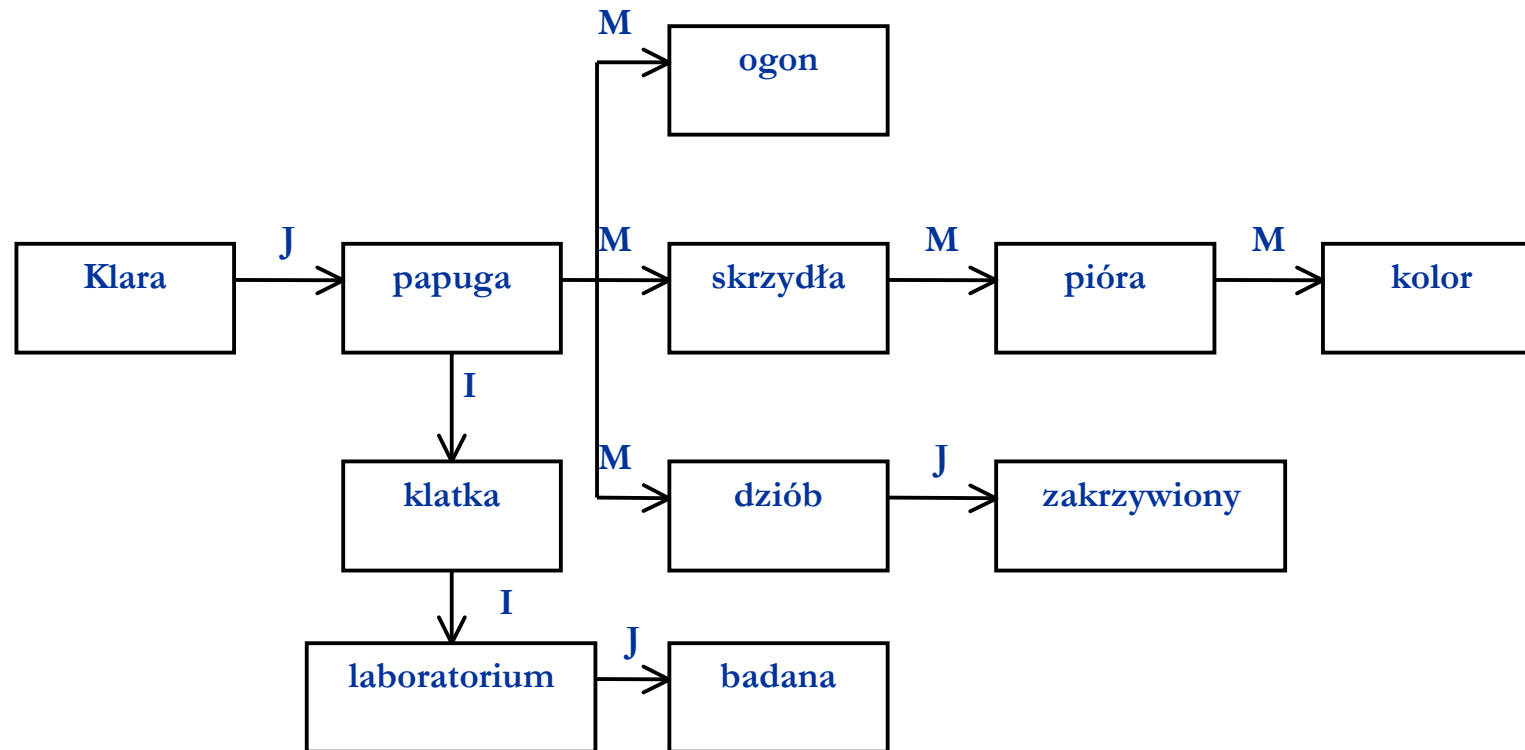 M
ogon
J
M
M
M
Klara
papuga
skrzydła
pióra
kolor
I
M
J
klatka
dziób
zakrzywiony
I
J
laboratorium
badana